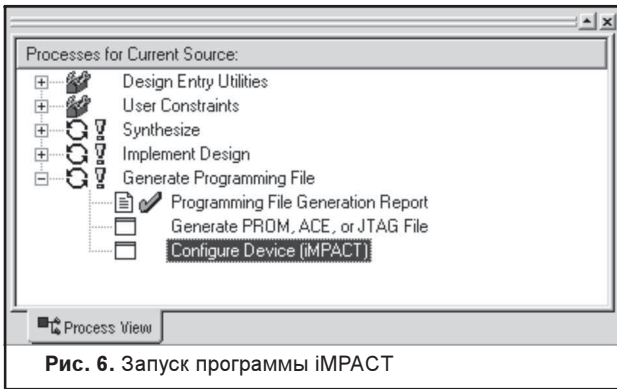 Processes for Current Source:
Design Entry Utilities
User Constraints
Synthesize
Implement Design
Generate Programming File
Programming File Generation Report
Generate PROM, ACE, or JTAG File
Configure Device (iMPACT)
Process View
Рис. 6. Запуск программы iMPACT